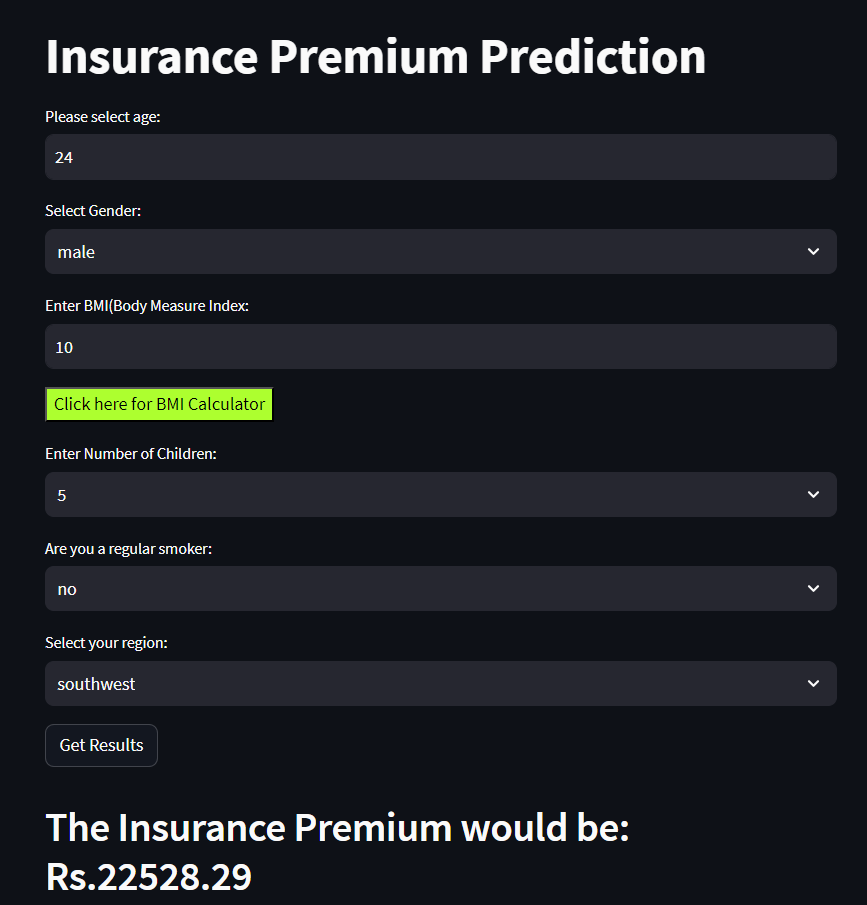 Insurance Premium Prediction
Please select age:
24
Select Gender:
male
Enter BMI(Body Measure Index:
10
Click here for BMI Calculator
Enter Number of Children:
5
Are you a regular smoker:
no
Select your region:
southwest
Get Results
The Insurance Premium would be:
Rs.22528.29